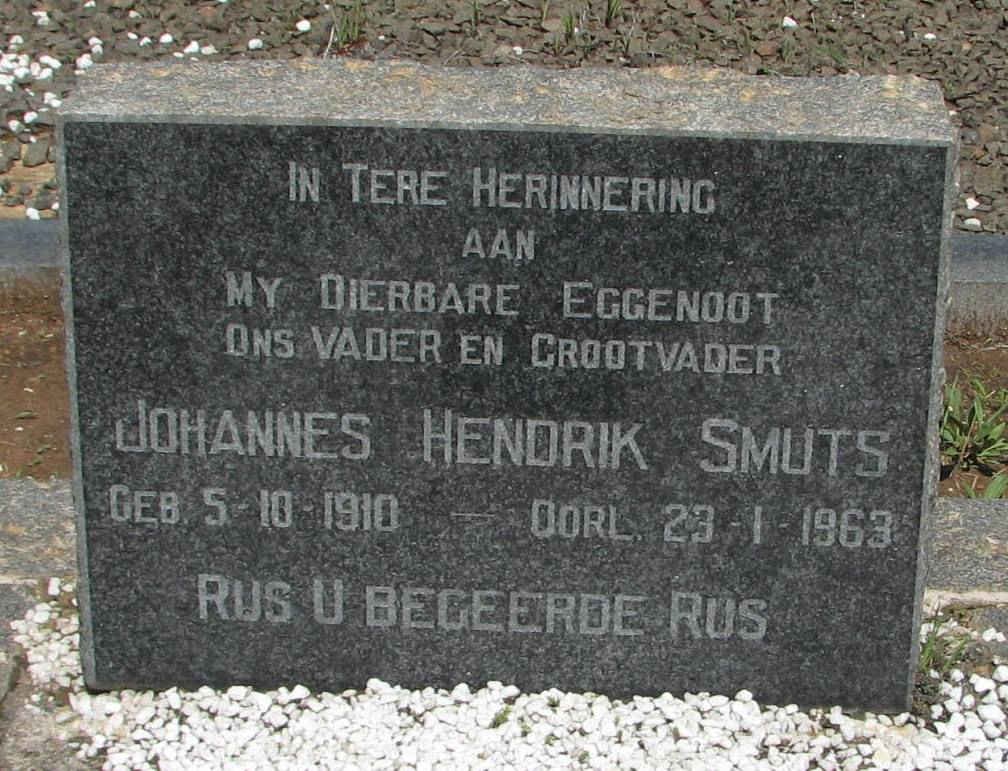 IN TERE HERINNERING
AAN
MY DIERBARE EGGENOOT
ONS VADER EN GROOTVADER
JOHANNES HENDRIK SMUTS
GEB. 5-10-1910 — OORL. 23-1-1963
RUS U BEGEERDE RUS